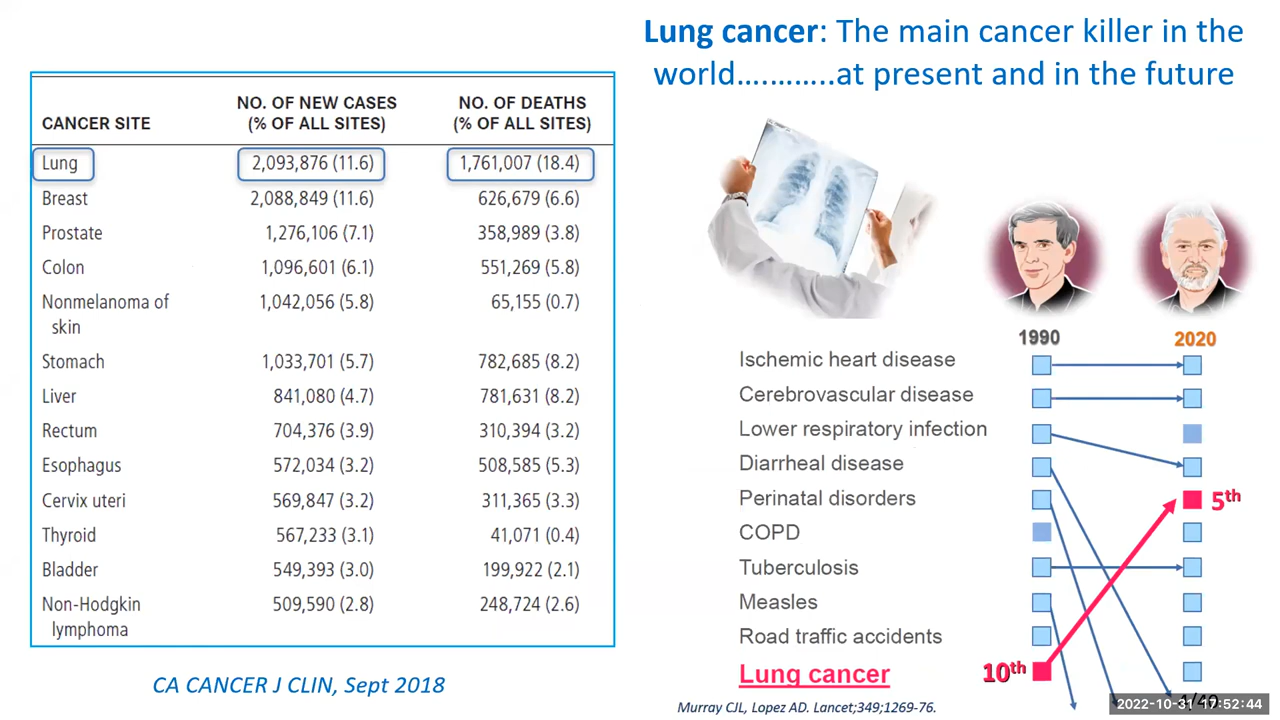 Lung cancer: The main cancer killer in the
world.............at present and in the future
CANCER SITE NO. OF NEW CASES (% OF ALL SITES) NO. OF DEATHS (% OF ALL SITES)
Lung 2,093,876 (11.6) 1,761,007 (18.4)
Breast 2,088,849 (11.6) 626,679 (6.6)
Prostate 1,276,106 (7.1) 358,989 (3.8)
Colon 1,096,601 (6.1) 551,269 (5.8)
Nonmelanoma of skin 1,042,056 (5.8) 65,155 (0.7)
Stomach 1,033,701 (5.7) 782,685 (8.2)
Liver 841,080 (4.7) 781,631 (8.2)
Rectum 704,376 (3.9) 310,394 (3.2)
Esophagus 572,034 (3.2) 508,585 (5.3)
Cervix uteri 569,847 (3.2) 311,365 (3.3)
Thyroid 567,233 (3.1) 41,071 (0.4)
Bladder 549,393 (3.0) 199,922 (2.1)
Non-Hodgkin lymphoma 509,590 (2.8) 248,724 (2.6)
CA CANCER J CLIN, Sept 2018
1990 2020
Ischemic heart disease
Cerebrovascular disease
Lower respiratory infection
Diarrheal disease
Perinatal disorders 5th
COPD
Tuberculosis
Measles
Road traffic accidents
Lung cancer 10th
Murray CJL, Lopez AD. Lancet;349;1269-76.
2022-10-31 17:52:44